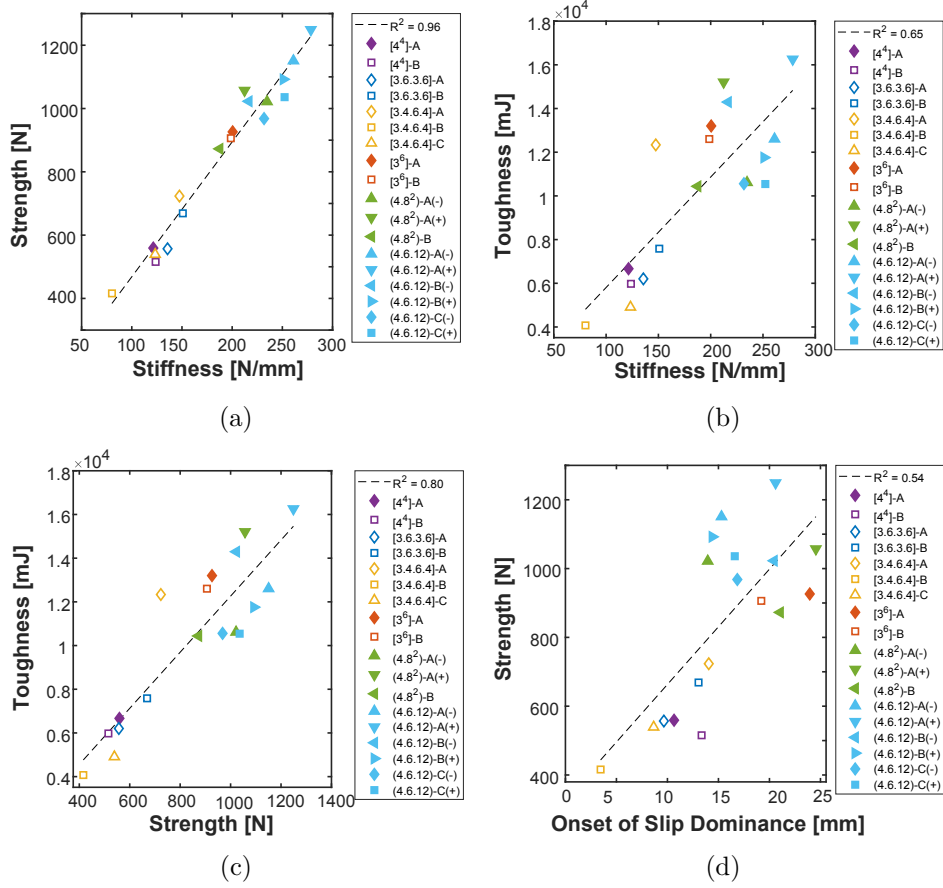 1200
1000
800
600
400
Strength [N]
50 100 150 200 250 300
Stiffness [N/mm]
R² = 0.96
[4⁴]-A
[4⁴]-B
[3.6.3.6]-A
[3.6.3.6]-B
[3.4.6.4]-A
[3.4.6.4]-B
[3.4.6.4]-C
[3⁶]-A
[3⁶]-B
(4.8²)-A(-)
(4.8²)-A(+)
(4.8²)-B
(4.6.12)-A(-)
(4.6.12)-A(+)
(4.6.12)-B(-)
(4.6.12)-B(+)
(4.6.12)-C(-)
(4.6.12)-C(+)
(a)
×10⁴
1.8
1.6
1.4
1.2
1
0.8
0.6
0.4
Toughness [mJ]
50 100 150 200 250 300
Stiffness [N/mm]
R² = 0.65
[4⁴]-A
[4⁴]-B
[3.6.3.6]-A
[3.6.3.6]-B
[3.4.6.4]-A
[3.4.6.4]-B
[3.4.6.4]-C
[3⁶]-A
[3⁶]-B
(4.8²)-A(-)
(4.8²)-A(+)
(4.8²)-B
(4.6.12)-A(-)
(4.6.12)-A(+)
(4.6.12)-B(-)
(4.6.12)-B(+)
(4.6.12)-C(-)
(4.6.12)-C(+)
(b)
×10⁴
1.8
1.6
1.4
1.2
1
0.8
0.6
0.4
Toughness [mJ]
400 600 800 1000 1200 1400
Strength [N]
R² = 0.80
[4⁴]-A
[4⁴]-B
[3.6.3.6]-A
[3.6.3.6]-B
[3.4.6.4]-A
[3.4.6.4]-B
[3.4.6.4]-C
[3⁶]-A
[3⁶]-B
(4.8²)-A(-)
(4.8²)-A(+)
(4.8²)-B
(4.6.12)-A(-)
(4.6.12)-A(+)
(4.6.12)-B(-)
(4.6.12)-B(+)
(4.6.12)-C(-)
(4.6.12)-C(+)
(c)
1200
1000
800
600
400
Strength [N]
0 5 10 15 20 25
Onset of Slip Dominance [mm]
R² = 0.54
[4⁴]-A
[4⁴]-B
[3.6.3.6]-A
[3.6.3.6]-B
[3.4.6.4]-A
[3.4.6.4]-B
[3.4.6.4]-C
[3⁶]-A
[3⁶]-B
(4.8²)-A(-)
(4.8²)-A(+)
(4.8²)-B
(4.6.12)-A(-)
(4.6.12)-A(+)
(4.6.12)-B(-)
(4.6.12)-B(+)
(4.6.12)-C(-)
(4.6.12)-C(+)
(d)